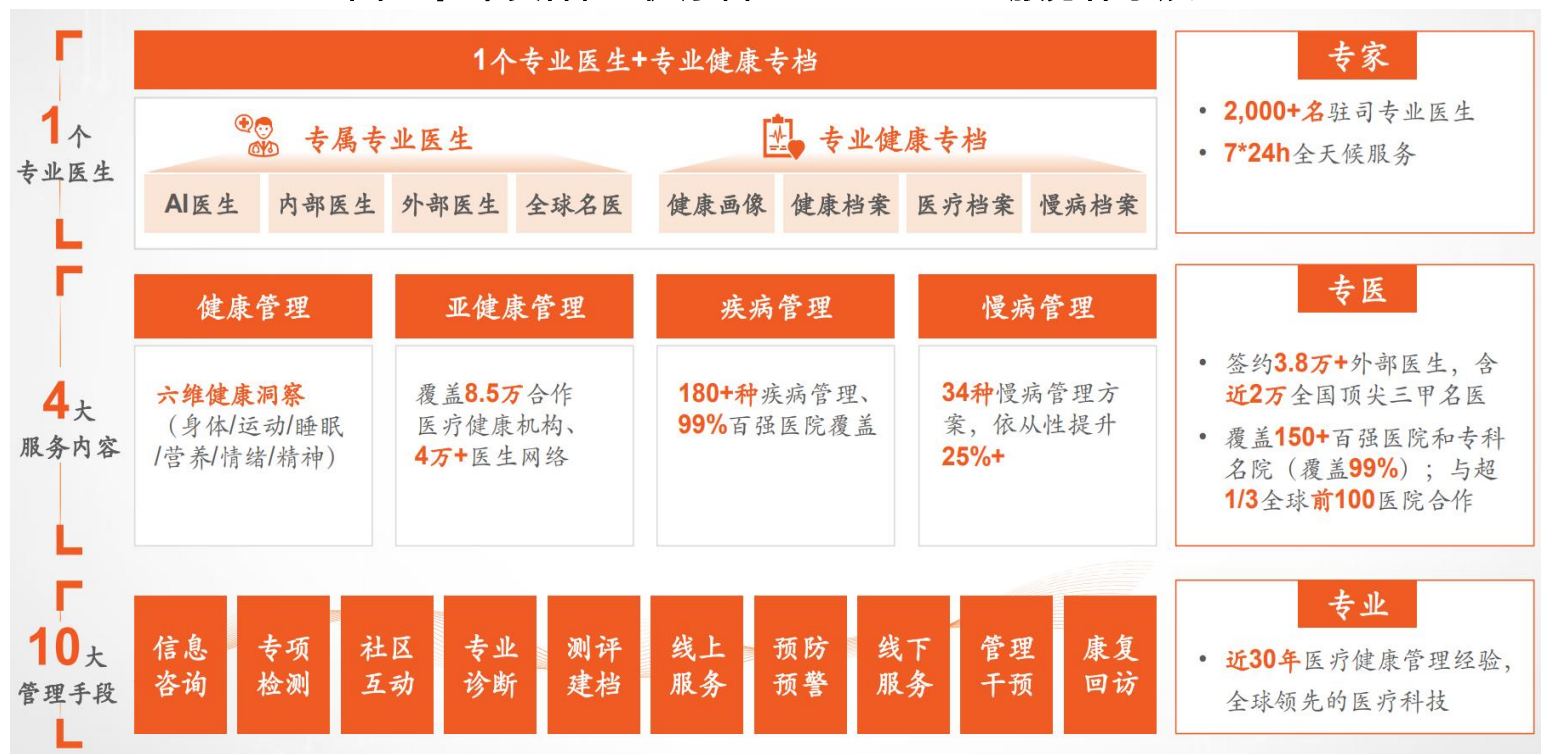 1个
专业医生
1个专业医生+专业健康专档
专属专业医生
AI医生
内部医生
外部医生
全球名医
专业健康专档
健康画像
健康档案
医疗档案
慢病档案
专家
• 2,000+名驻司专业医生
• 7*24h全天候服务
4大
服务内容
健康管理
六维健康洞察
（身体/运动/睡眠
/营养/情绪/精神）
亚健康管理
覆盖8.5万合作
医疗健康机构、
4万+医生网络
疾病管理
180+种疾病管理、
99%百强医院覆盖
慢病管理
34种慢病管理方
案，依从性提升
25%+
专医
• 签约3.8万+外部医生，含
近2万全国顶尖三甲名医
• 覆盖150+百强医院和专科
名院（覆盖99%）；与超
1/3全球前100医院合作
10大
管理手段
信息
咨询
专项
检测
社区
互动
专业
诊断
测评
建档
线上
服务
预防
预警
线下
服务
管理
干预
康复
回访
专业
• 近30年医疗健康管理经验，
全球领先的医疗科技